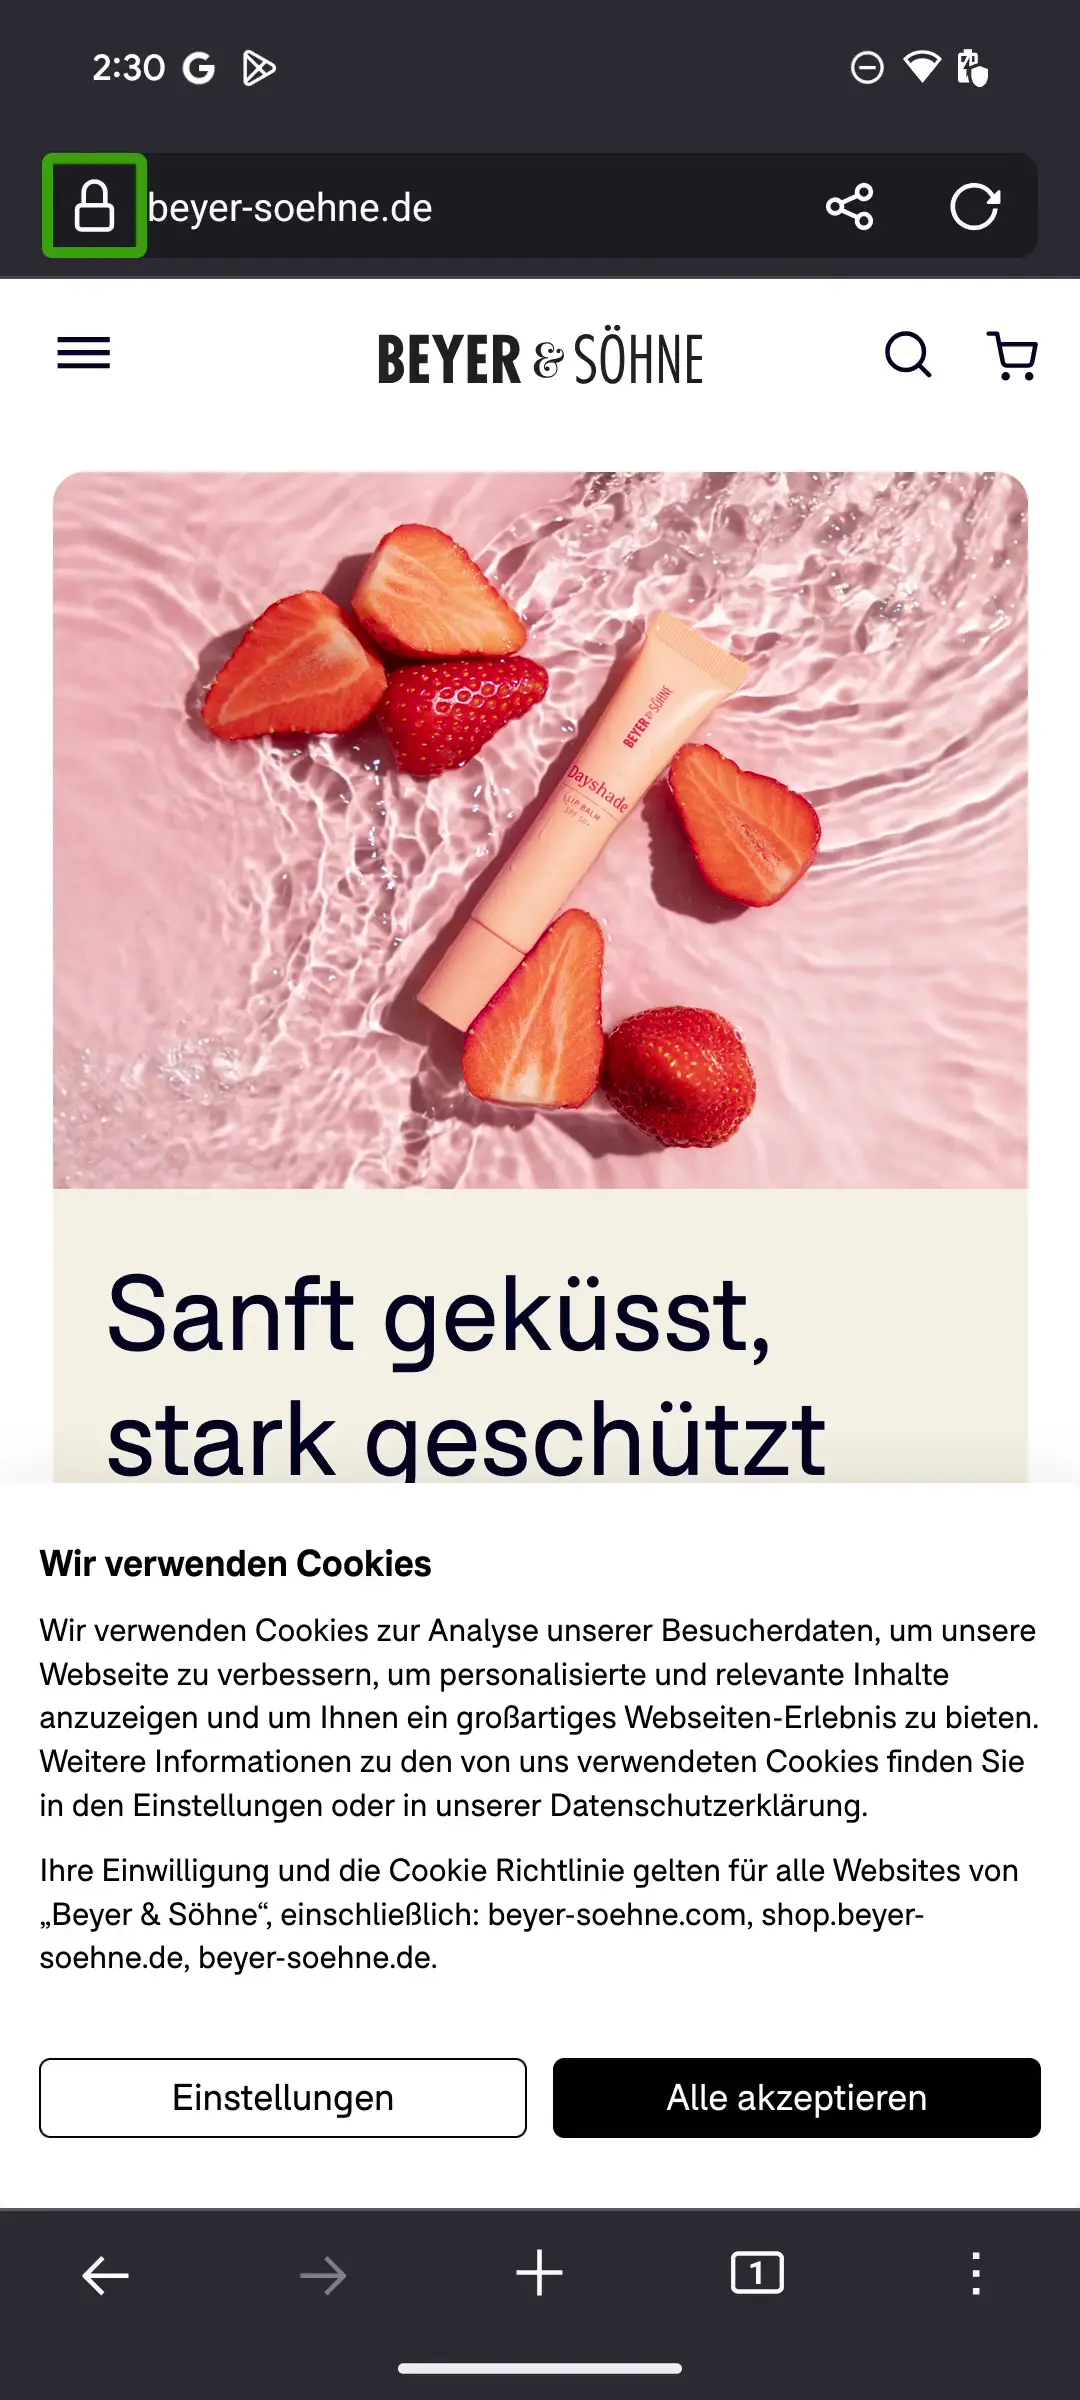 2:30
beyer-soehne.de
BEYER & SÖHNE
BEYER & SÖHNE
Dayshade
LIP BALM
SPF 50+
Sanft geküsst,
stark geschützt
Wir verwenden Cookies
Wir verwenden Cookies zur Analyse unserer Besucherdaten, um unsere
Webseite zu verbessern, um personalisierte und relevante Inhalte
anzuzeigen und um Ihnen ein großartiges Webseiten-Erlebnis zu bieten.
Weitere Informationen zu den von uns verwendeten Cookies finden Sie
in den Einstellungen oder in unserer Datenschutzerklärung.
Ihre Einwilligung und die Cookie Richtlinie gelten für alle Websites von
„Beyer & Söhne“, einschließlich: beyer-soehne.com, shop.beyer-
soehne.de, beyer-soehne.de.
Einstellungen
Alle akzeptieren
1